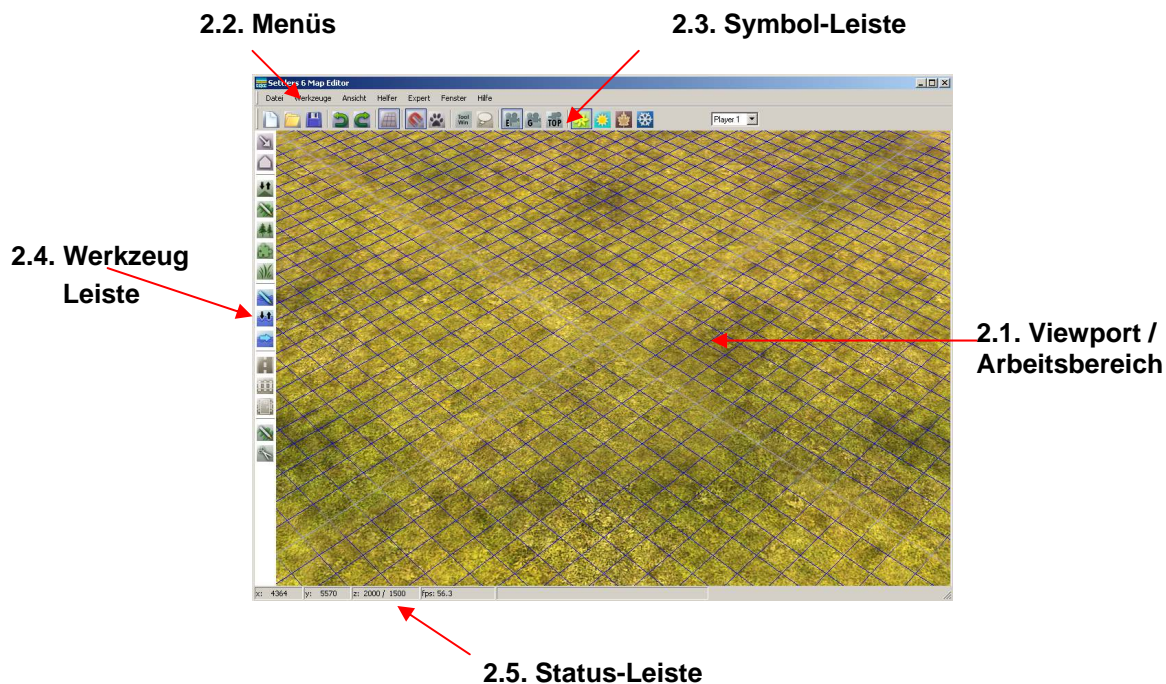 2.2. Menüs
2.3. Symbol-Leiste
Settlers 6 Map Editor
Datei Werkzeuge Ansicht Helfer Expert Fenster Hilfe
Tool Win E G TOP Player 1
2.4. Werkzeug
Leiste
2.1. Viewport /
Arbeitsbereich
x: 4364 y: 5570 z: 2000 / 1500 fps: 56.3
2.5. Status-Leiste